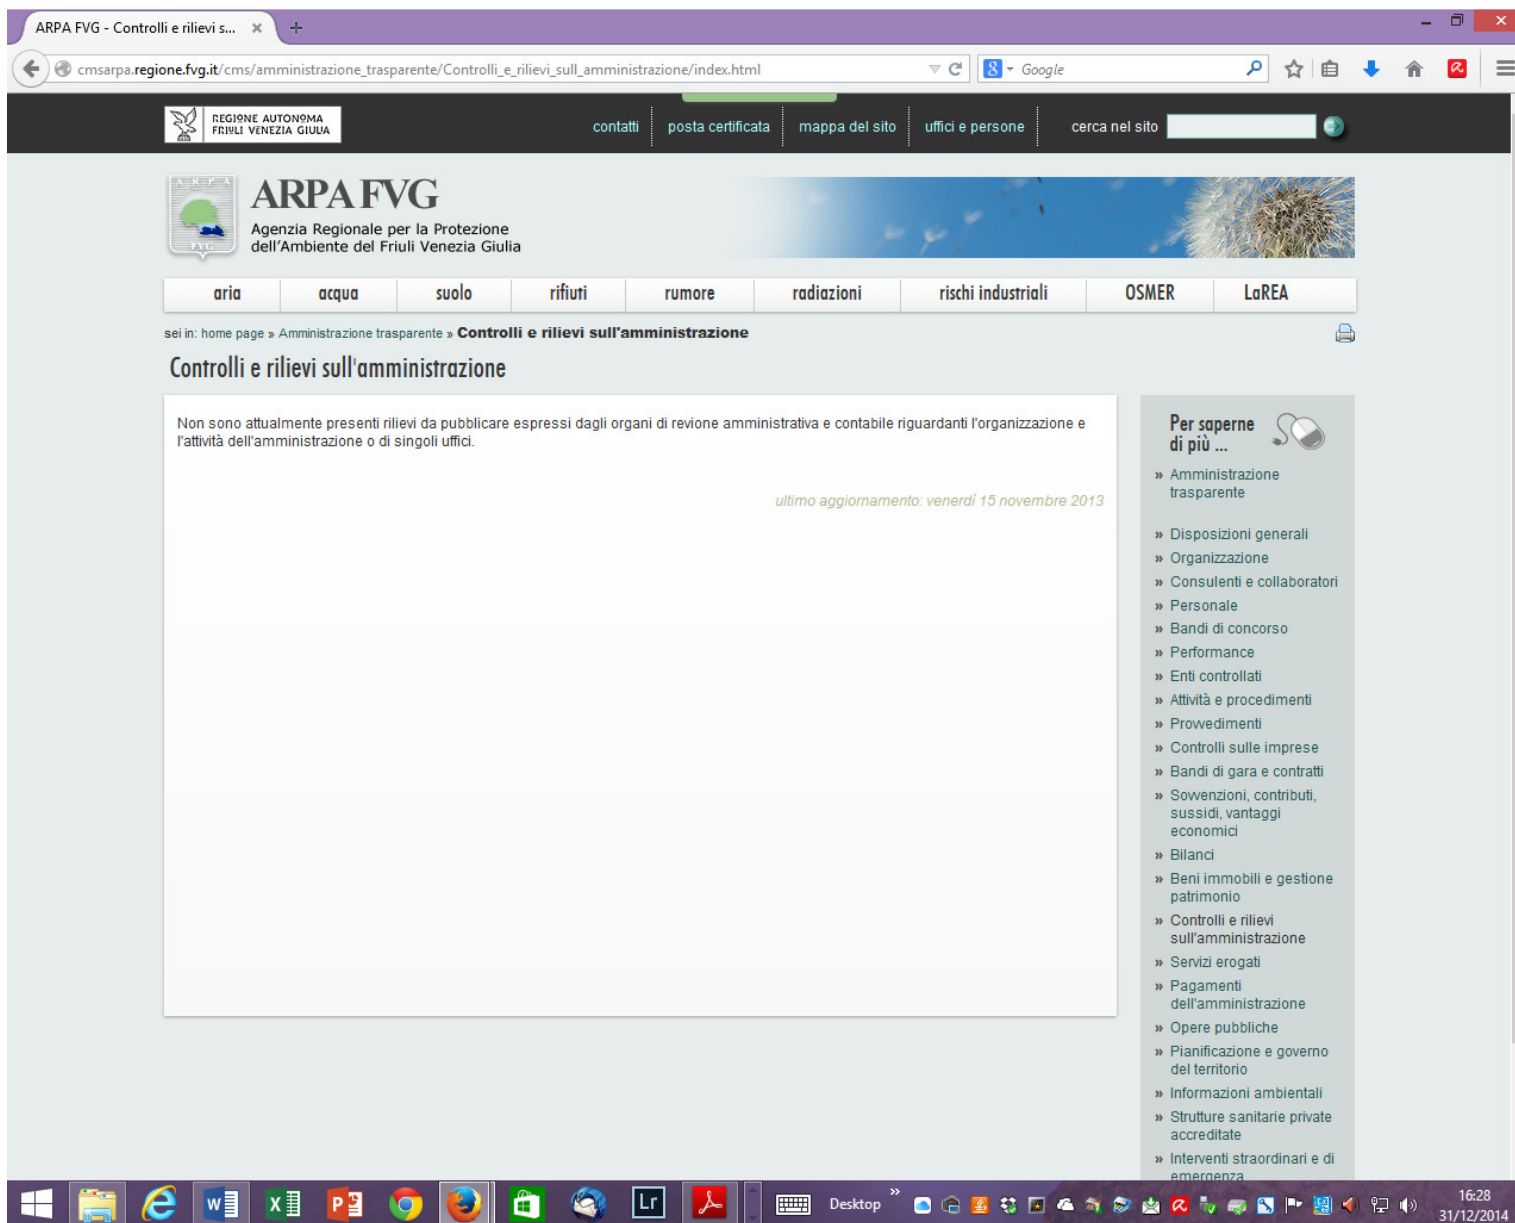 ARPA FVG - Controlli e rilievi s...
cmsarpa.regione.fvg.it/cms/amministrazione_trasparente/Controlli_e_rilievi_sull_amministrazione/index.html
Google
REGIONE AUTONOMA
FRIULI VENEZIA GIULIA
contatti
posta certificata
mappa del sito
uffici e persone
cerca nel sito
ARPA
FVG
ARPA FVG
Agenzia Regionale per la Protezione
dell'Ambiente del Friuli Venezia Giulia
aria
acqua
suolo
rifiuti
rumore
radiazioni
rischi industriali
OSMER
LaREA
sei in: home page » Amministrazione trasparente » Controlli e rilievi sull'amministrazione
Controlli e rilievi sull'amministrazione
Non sono attualmente presenti rilievi da pubblicare espressi dagli organi di revione amministrativa e contabile riguardanti l'organizzazione e
l'attività dell'amministrazione o di singoli uffici.
ultimo aggiornamento: venerdí 15 novembre 2013
Per saperne
di più ...
» Amministrazione
trasparente
» Disposizioni generali
» Organizzazione
» Consulenti e collaboratori
» Personale
» Bandi di concorso
» Performance
» Enti controllati
» Attività e procedimenti
» Provvedimenti
» Controlli sulle imprese
» Bandi di gara e contratti
» Sovvenzioni, contributi,
sussidi, vantaggi
economici
» Bilanci
» Beni immobili e gestione
patrimonio
» Controlli e rilievi
sull'amministrazione
» Servizi erogati
» Pagamenti
dell'amministrazione
» Opere pubbliche
» Pianificazione e governo
del territorio
» Informazioni ambientali
» Strutture sanitarie private
accreditate
» Interventi straordinari e di
emergenza
Lr
Desktop
16:28
31/12/2014